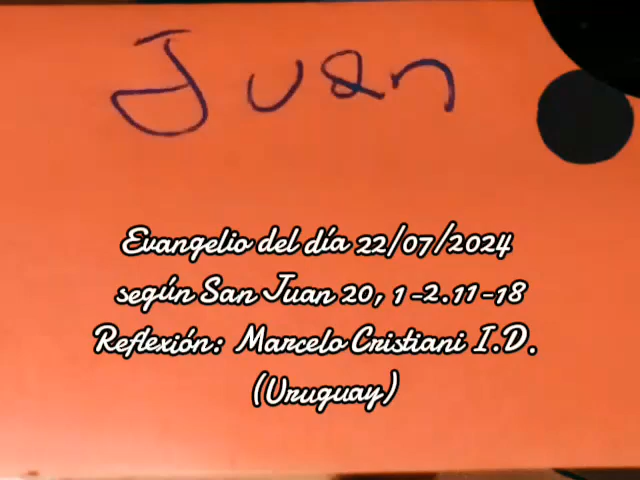 Juan
Evangelio del día 22/07/2024
según San Juan 20, 1-2.11-18
Reflexión: Marcelo Cristiani I.D.
(Uruguay)